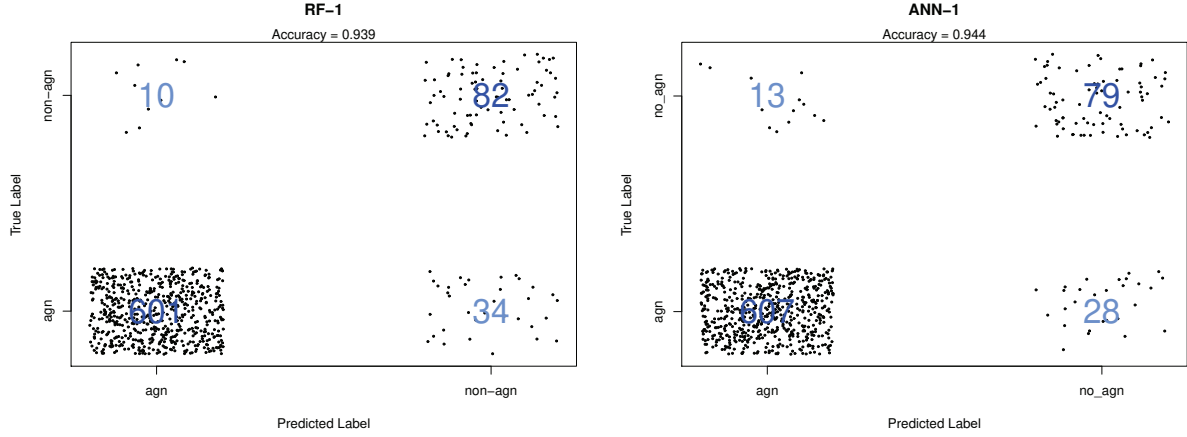 RF−1
Accuracy = 0.939
True Label
non−agn
agn
10
82
601
34
agn
non−agn
Predicted Label
ANN−1
Accuracy = 0.944
True Label
no_agn
agn
13
79
607
28
agn
no_agn
Predicted Label